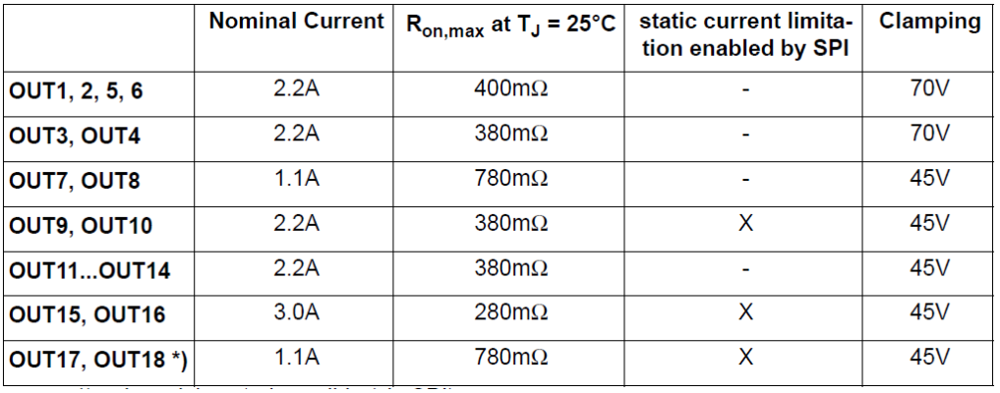 Nominal Current R_on,max at T_J = 25°C static current limita- Clamping
tion enabled by SPI
OUT1, 2, 5, 6 2.2A 400mΩ - 70V
OUT3, OUT4 2.2A 380mΩ - 70V
OUT7, OUT8 1.1A 780mΩ - 45V
OUT9, OUT10 2.2A 380mΩ X 45V
OUT11...OUT14 2.2A 380mΩ - 45V
OUT15, OUT16 3.0A 280mΩ X 45V
OUT17, OUT18 *) 1.1A 780mΩ X 45V